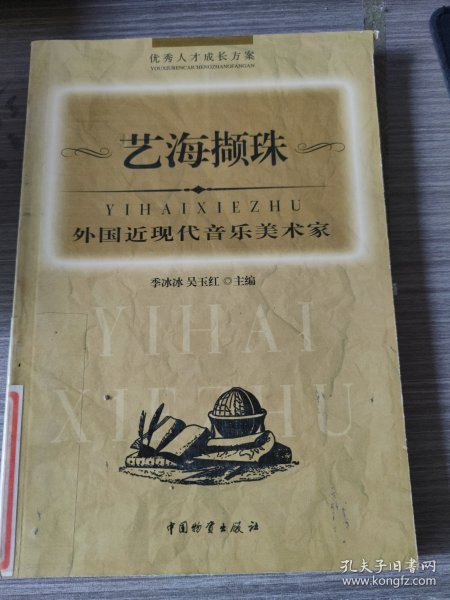 优秀人才成长方案
YOUXIURENCAICHENGZHANGFANGAN
艺海撷珠
YIHAIXIEZHU
外国近现代音乐美术家
季冰冰 吴玉红 ◎主编
YIHAI
XIEZHU
中国物资出版社
孔夫子旧书网
www.kongfz.com